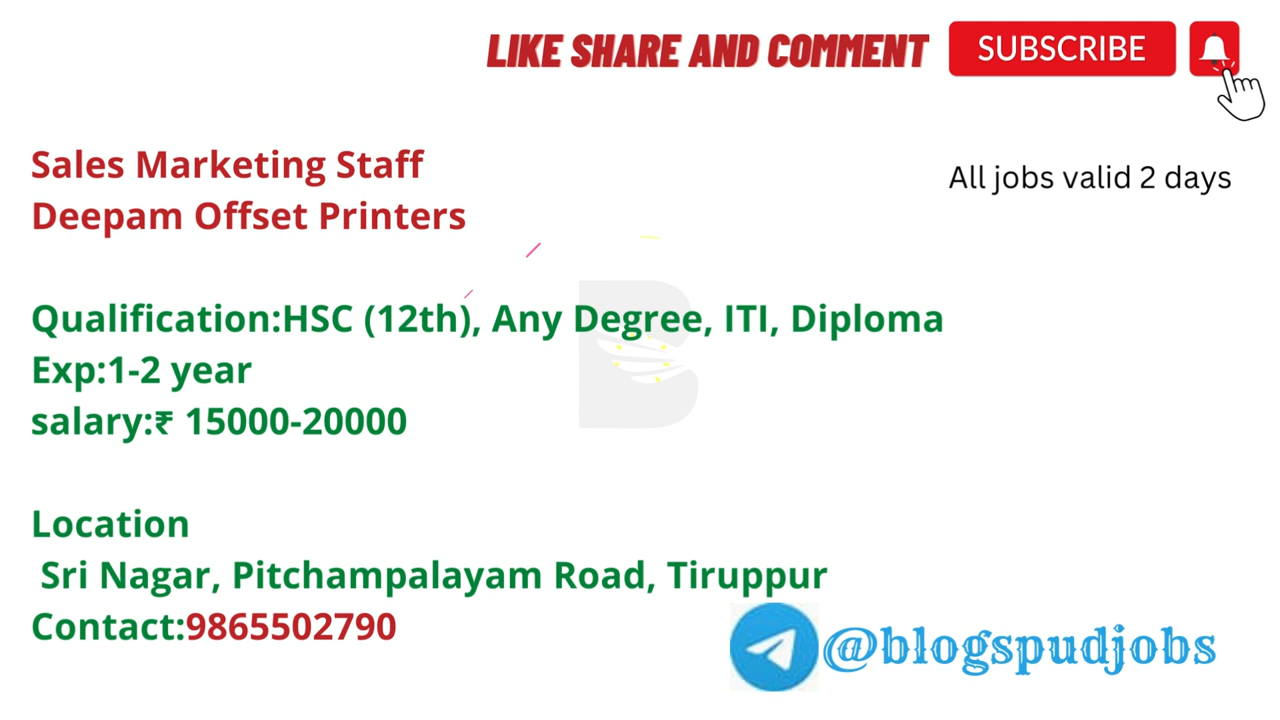 LIKE SHARE AND COMMENT
SUBSCRIBE
Sales Marketing Staff
All jobs valid 2 days
Deepam Offset Printers
Qualification:HSC (12th), Any Degree, ITI, Diploma
Exp:1-2 year
salary:₹ 15000-20000
Location
Sri Nagar, Pitchampalayam Road, Tiruppur
Contact:9865502790
@blogspudjobs